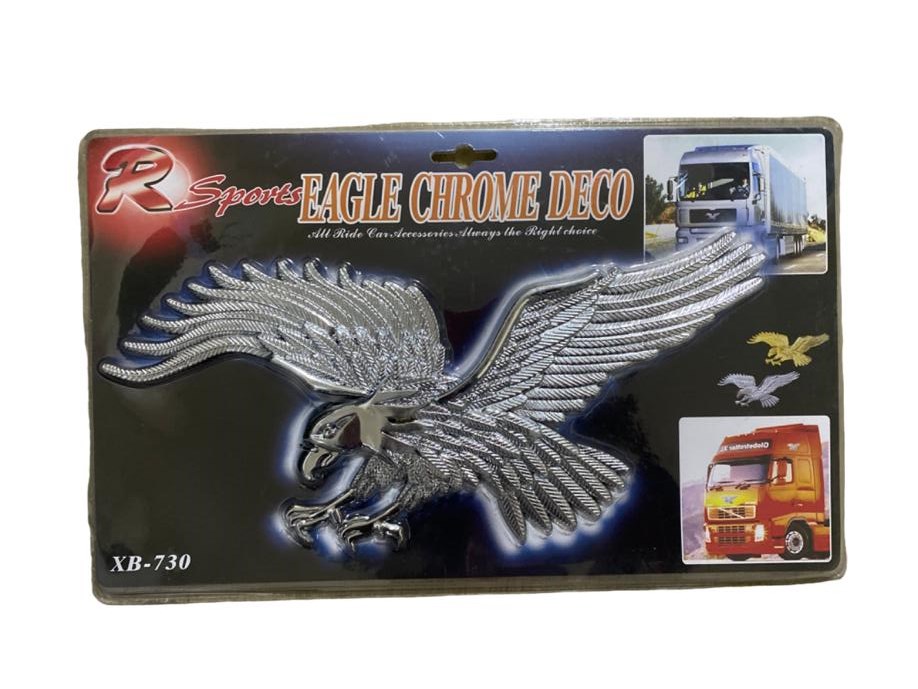 R Sports EAGLE CHROME DECO
All Ride Car Accessories Always the Right choice
XB-730